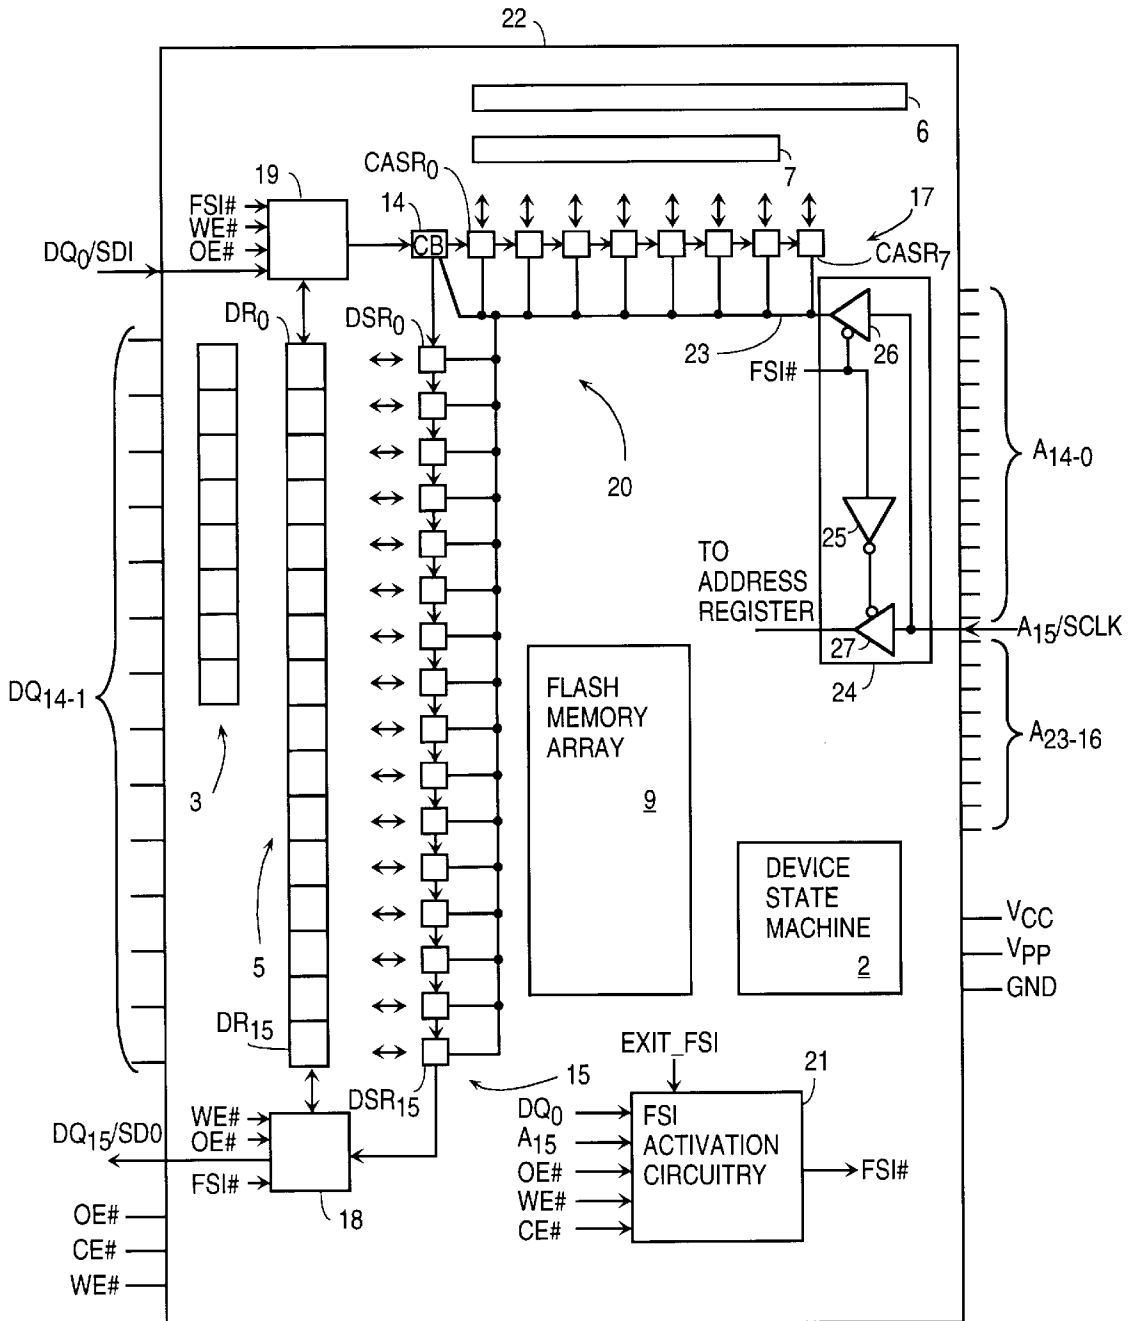 22
6
7
CASR0
19
14
17
FSI#
WE#
OE#
CB
DQ0/SDI
CASR7
DR0
DSR0
26
23
FSI#
A14-0
20
25
TO
ADDRESS
REGISTER
A15/SCLK
27
24
DQ14-1
FLASH
MEMORY
ARRAY
9
A23-16
3
DEVICE
STATE
MACHINE
2
5
VCC
VPP
GND
DR15
EXIT_FSI
21
15
DSR15
DQ0
A15
OE#
WE#
CE#
FSI
ACTIVATION
CIRCUITRY
FSI#
WE#
OE#
DQ15/SD0
FSI#
18
OE#
CE#
WE#